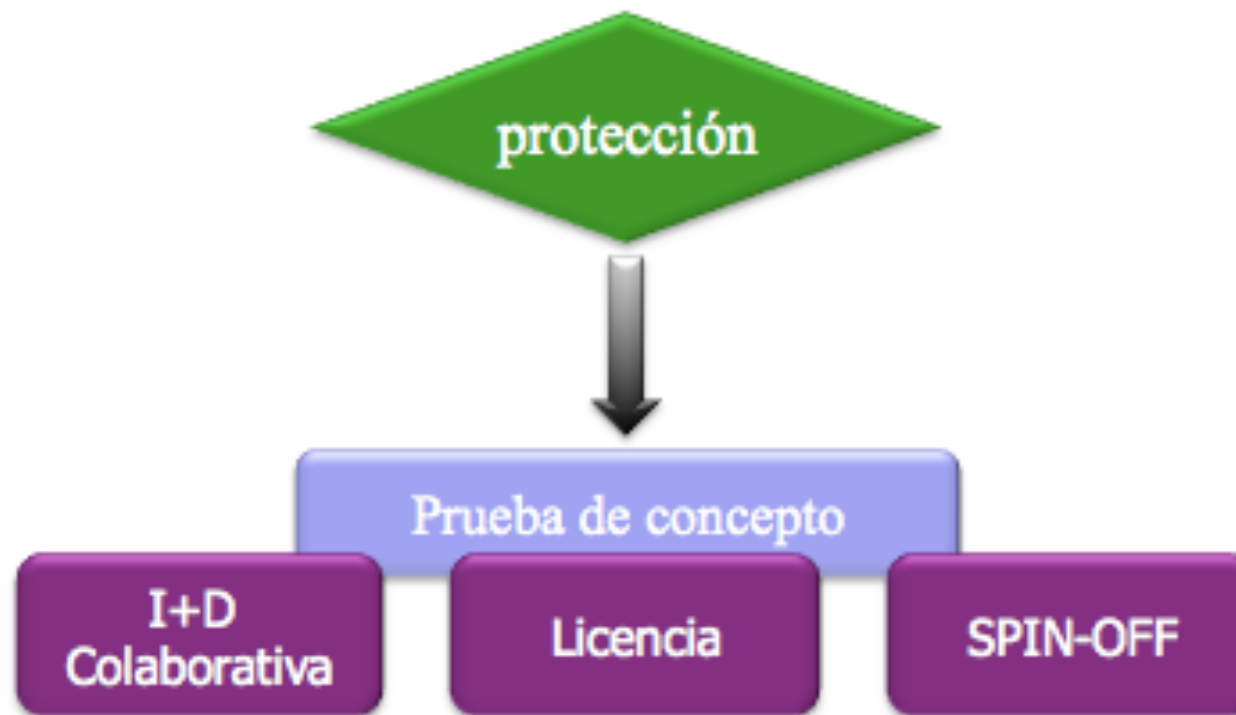 protección
Prueba de concepto
I+D
Colaborativa
Licencia
SPIN-OFF